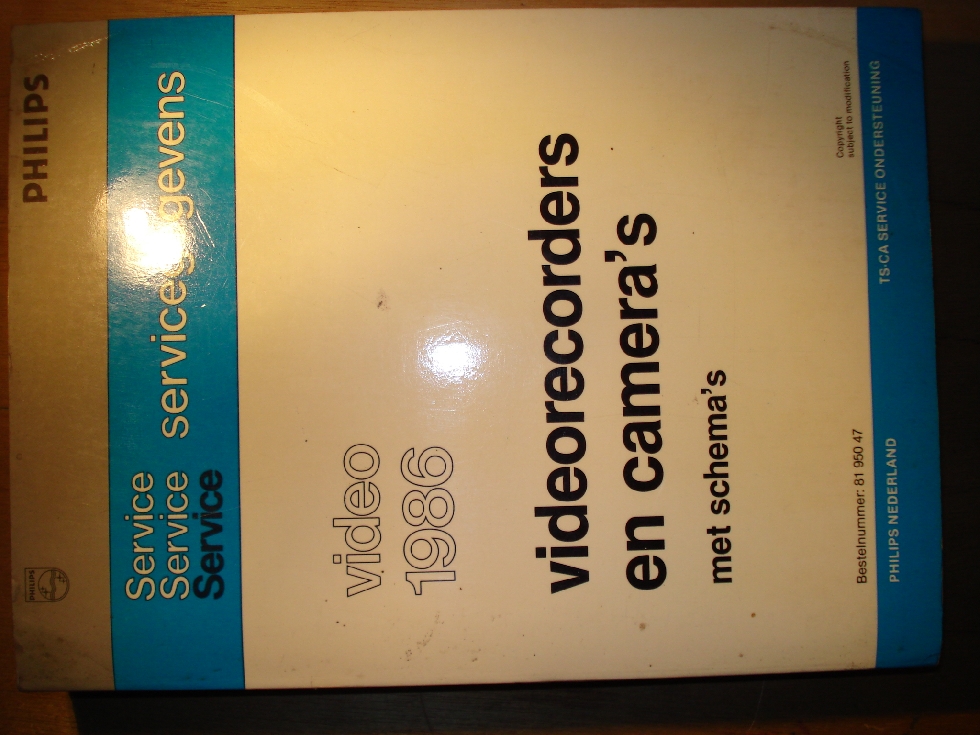 PHILIPS
PHILIPS
Service
Service servicegegevens
Service
video
1986
videorecorders
en camera's
met schema's
Copyright
subject to modification
Bestelnummer: 81 950 47
PHILIPS NEDERLAND TS-CA SERVICE ONDERSTEUNING